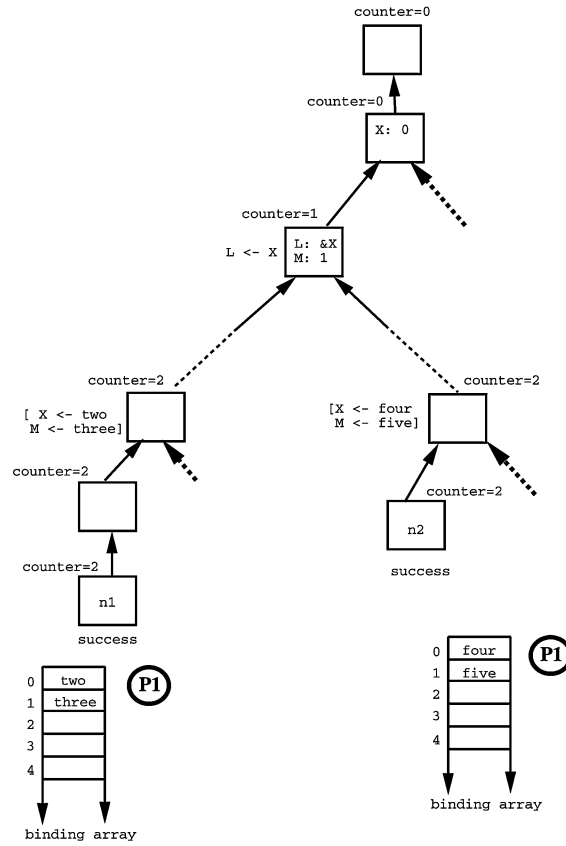 counter=0
counter=0
X: 0
counter=1
L <- X
L: &X
M: 1
counter=2
[ X <- two
M <- three]
counter=2
[X <- four
M <- five]
counter=2
counter=2
n2
success
counter=2
n1
success
0 two
1 three
2
3
4
P1
binding array
0 four
1 five
2
3
4
P1
binding array